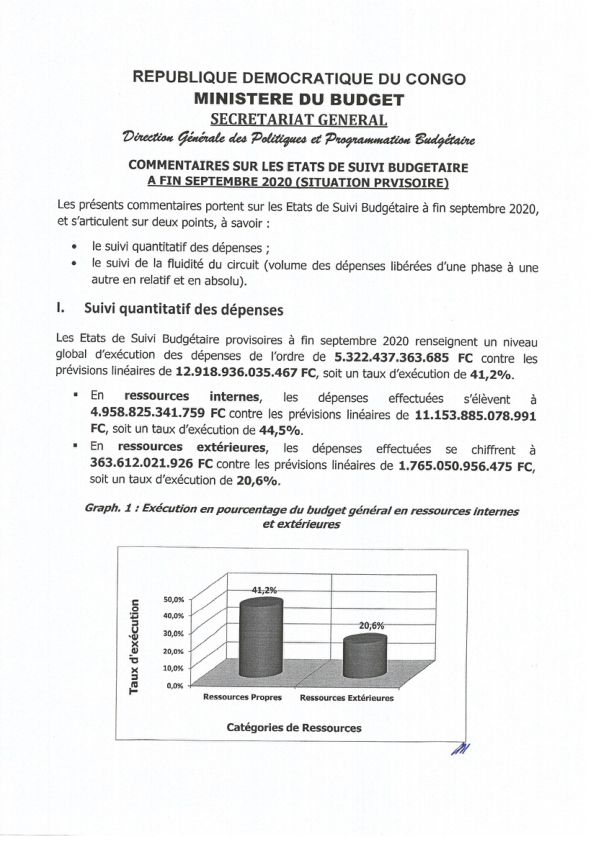 REPUBLIQUE DEMOCRATIQUE DU CONGO
MINISTERE DU BUDGET
SECRETARIAT GENERAL
Direction Générale des Politiques et Programmation Budgétaire
COMMENTAIRES SUR LES ETATS DE SUIVI BUDGETAIRE
A FIN SEPTEMBRE 2020 (SITUATION PRVISOIRE)
Les présents commentaires portent sur les Etats de Suivi Budgétaire à fin septembre 2020,
et s'articulent sur deux points, à savoir :
• le suivi quantitatif des dépenses ;
• le suivi de la fluidité du circuit (volume des dépenses libérées d'une phase à une
autre en relatif et en absolu).
I. Suivi quantitatif des dépenses
Les Etats de Suivi Budgétaire provisoires à fin septembre 2020 renseignent un niveau
global d'exécution des dépenses de l'ordre de 5.322.437.363.685 FC contre les
prévisions linéaires de 12.918.936.035.467 FC, soit un taux d'exécution de 41,2%.
▪ En ressources internes, les dépenses effectuées s'élèvent à
4.958.825.341.759 FC contre les prévisions linéaires de 11.153.885.078.991
FC, soit un taux d'exécution de 44,5%.
▪ En ressources extérieures, les dépenses effectuées se chiffrent à
363.612.021.926 FC contre les prévisions linéaires de 1.765.050.956.475 FC,
soit un taux d'exécution de 20,6%.
Graph. 1 : Exécution en pourcentage du budget général en ressources internes
et extérieures
Taux d'exécution
50,0%
40,0%
30,0%
20,0%
10,0%
0,0%
41,2%
20,6%
Ressources Propres
Ressources Extérieures
Catégories de Ressources